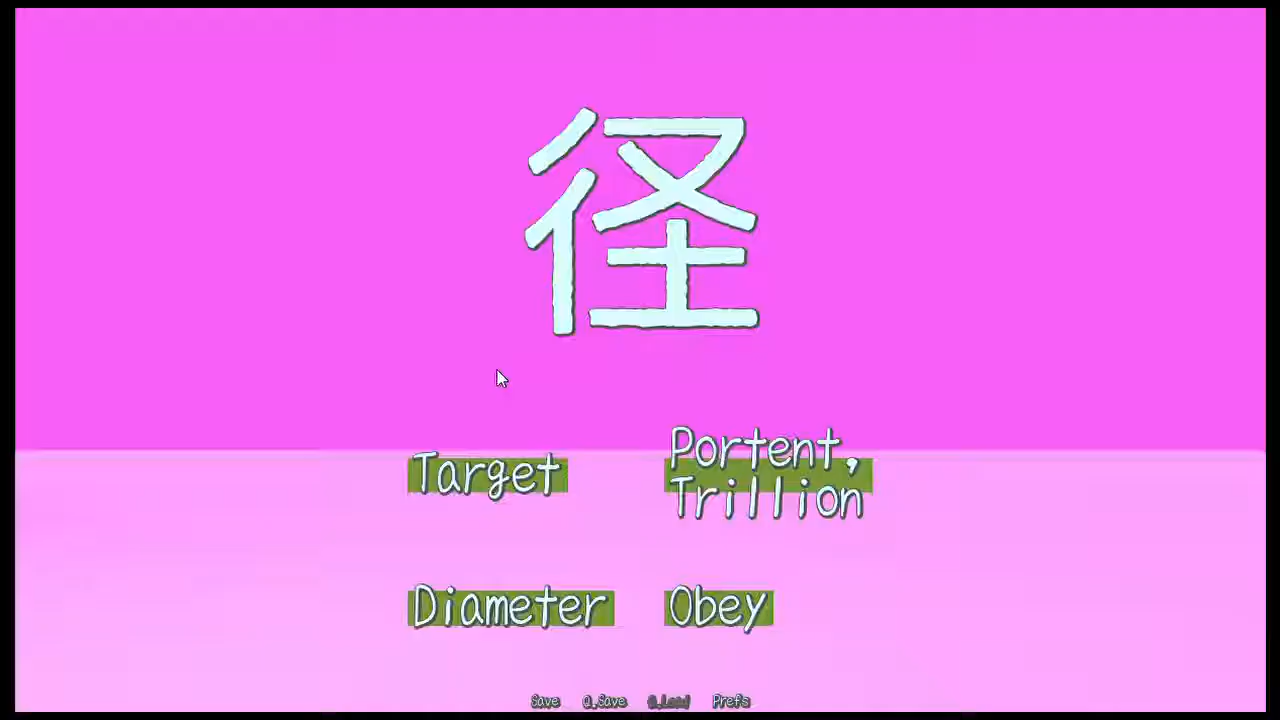 径
Target
Portent,
Trillion
Diameter
Obey
Save Q.Save Q.Load Prefs